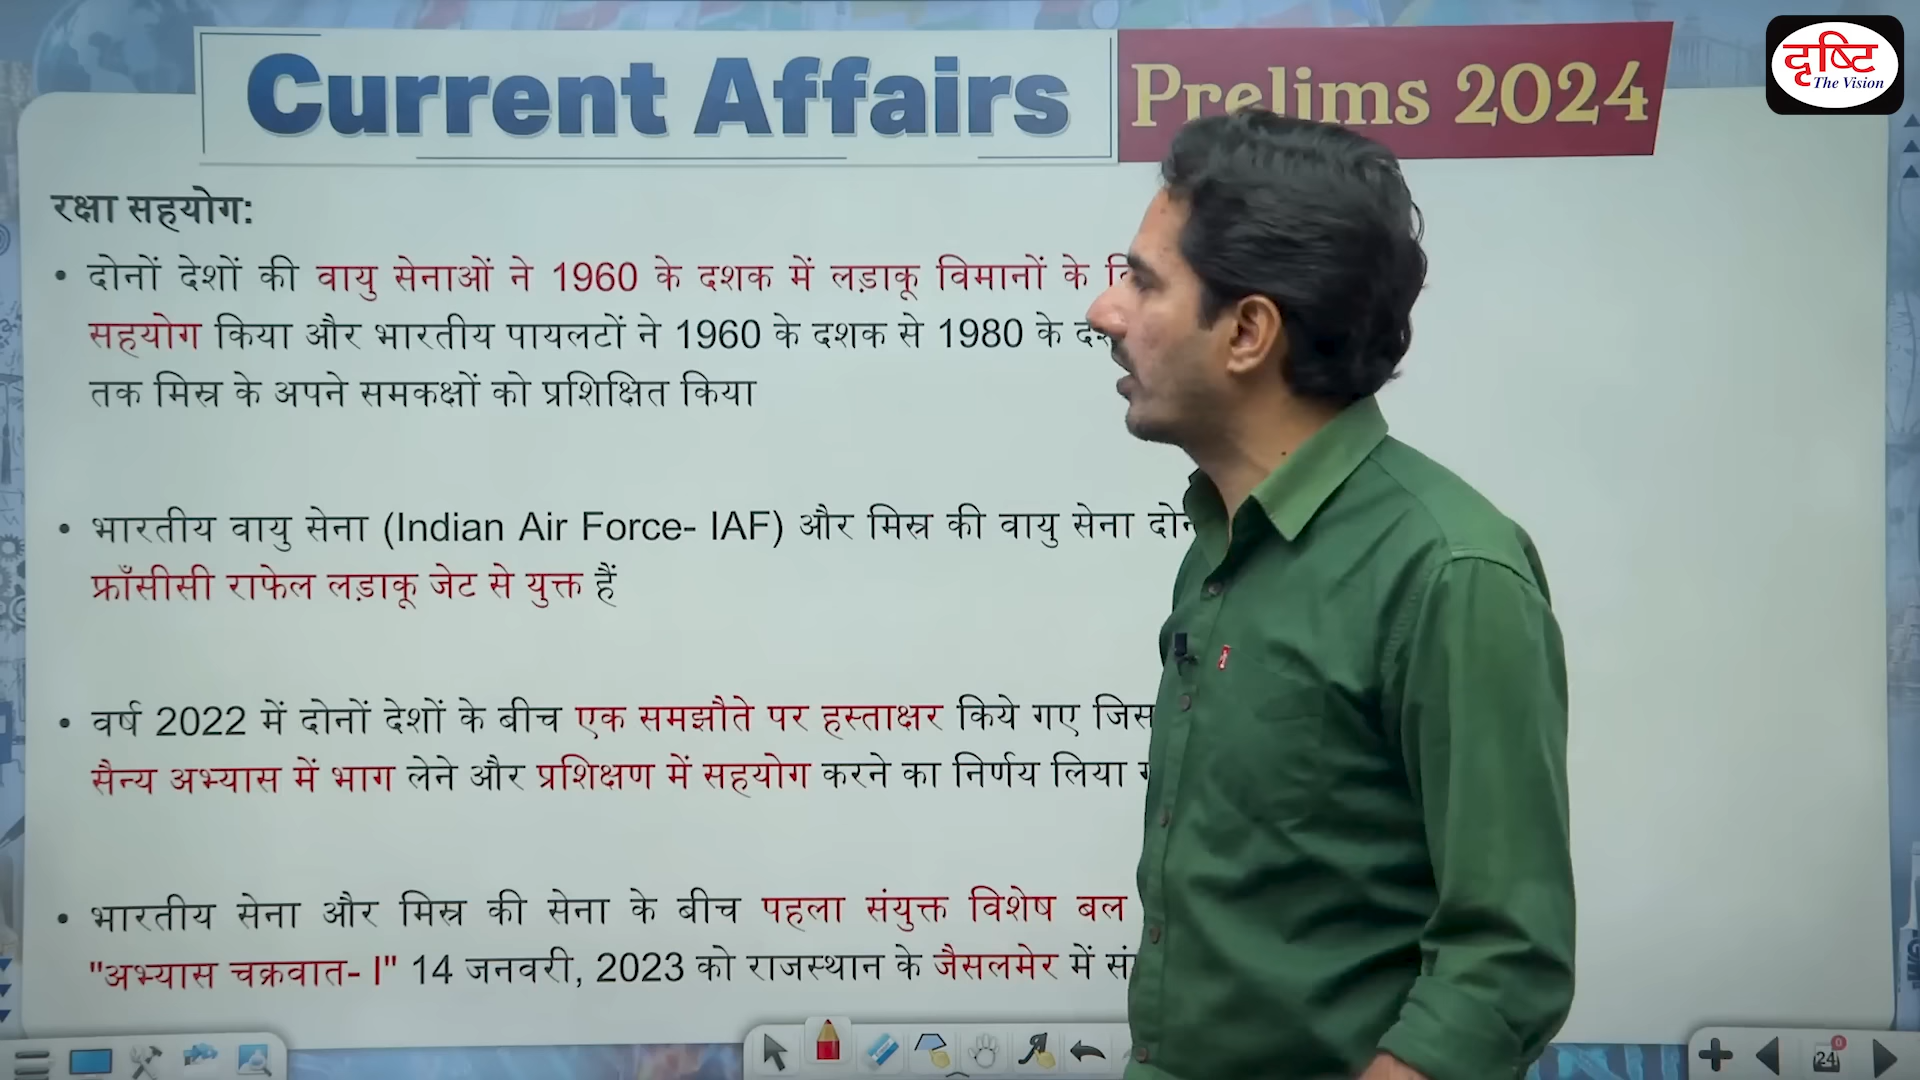 Current Affairs Prelims 2024
दृष्टि
The Vision
रक्षा सहयोग:
• दोनों देशों की वायु सेनाओं ने 1960 के दशक में लड़ाकू विमानों के
सहयोग किया और भारतीय पायलटों ने 1960 के दशक से 1980 के
तक मिस्र के अपने समकक्षों को प्रशिक्षित किया
• भारतीय वायु सेना (Indian Air Force- IAF) और मिस्र की वायु सेना
फ्राँसीसी राफेल लड़ाकू जेट से युक्त हैं
• वर्ष 2022 में दोनों देशों के बीच एक समझौते पर हस्ताक्षर किये गए
सैन्य अभ्यास में भाग लेने और प्रशिक्षण में सहयोग करने का निर्णय लिया
• भारतीय सेना और मिस्र की सेना के बीच पहला संयुक्त विशेष बल
"अभ्यास चक्रवात- I" 14 जनवरी, 2023 को राजस्थान के जैसलमेर में
24
0